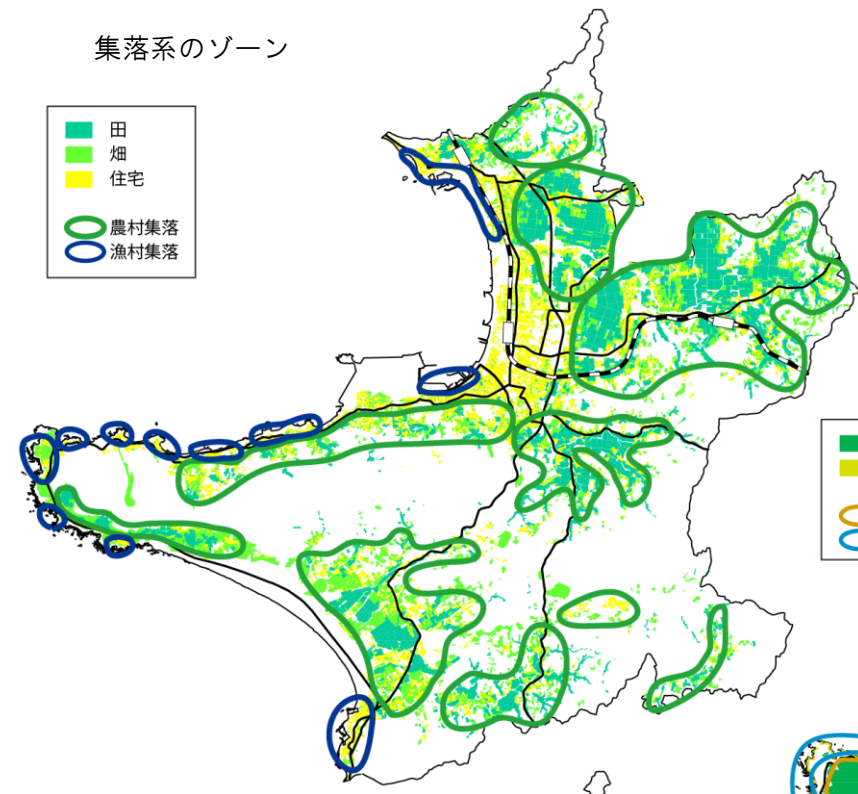 集落系のゾーン
田
畑
住宅
農村集落
漁村集落